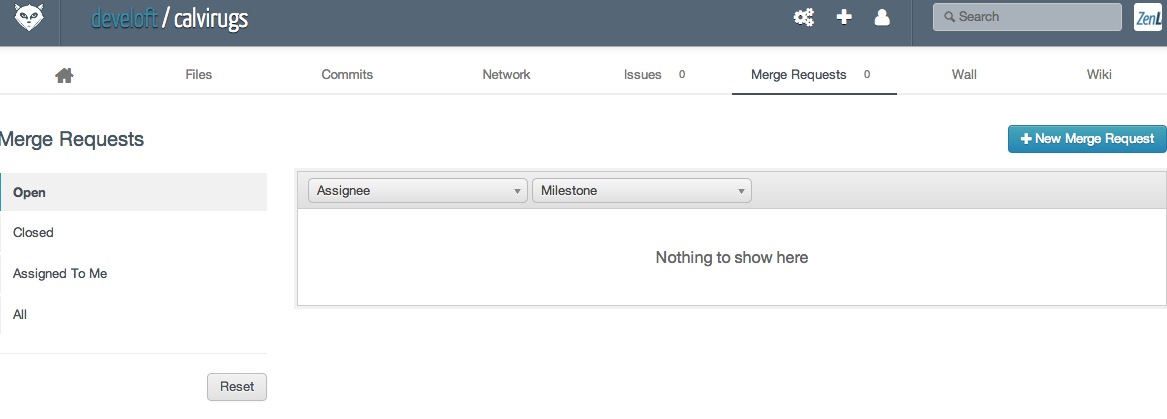 develoft / calvirugs
Search
ZenL
Files
Commits
Network
Issues 0
Merge Requests 0
Wall
Wiki
Merge Requests
+ New Merge Request
Open
Closed
Assigned To Me
All
Reset
Assignee
Milestone
Nothing to show here